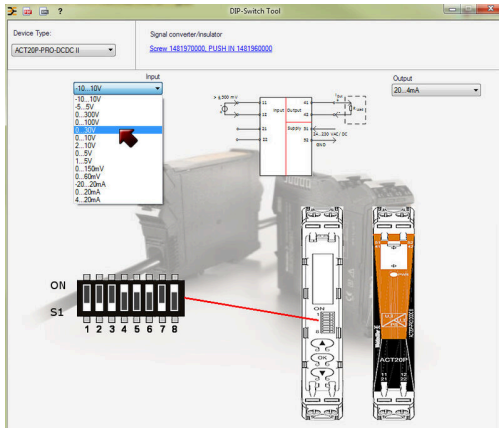 DIP-Switch Tool
?
Device Type:
ACT20P-PRO-DCDC II
Signal converter/Insulator
Screw 1481970000, PUSH IN 1481960000
Input
-10...10V
-10...10V
-5...5V
0...300V
0...100V
0...30V
0...10V
2...10V
0...5V
1...5V
0...150mV
0...60mV
-20...20mA
0...20mA
4...20mA
Output
20...4mA
Input Output
Supply
24..230 VAC/ DC
GND
ON
S1
1 2 3 4 5 6 7 8
ON
OK
ACT20P